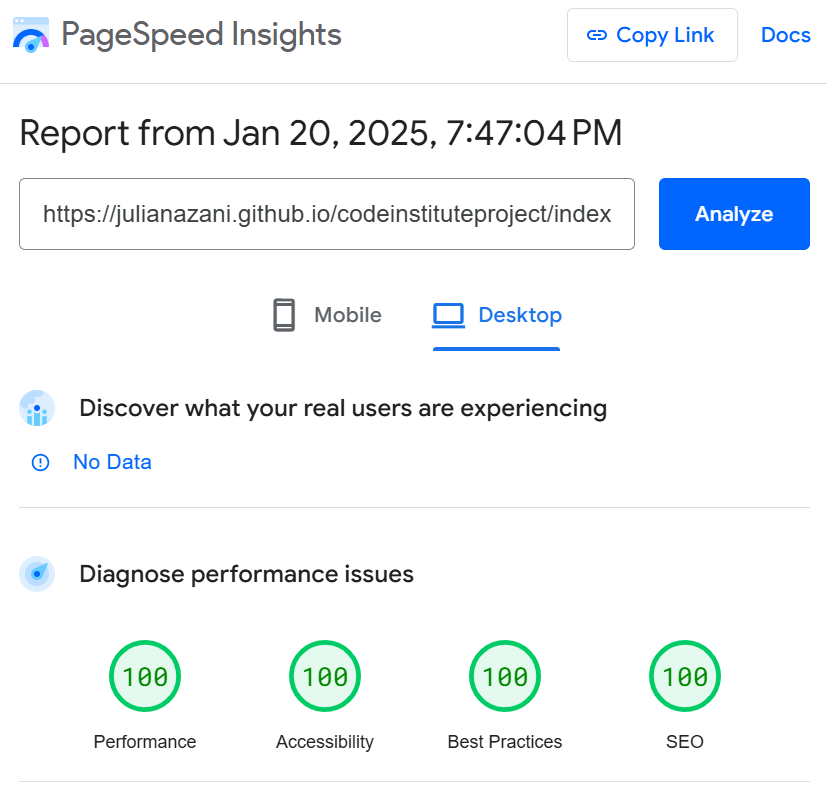 PageSpeed Insights
Copy Link
Docs
Report from Jan 20, 2025, 7:47:04 PM
https://julianazani.github.io/codeinstituteproject/index
Analyze
Mobile
Desktop
Discover what your real users are experiencing
No Data
Diagnose performance issues
100
100
100
100
Performance
Accessibility
Best Practices
SEO